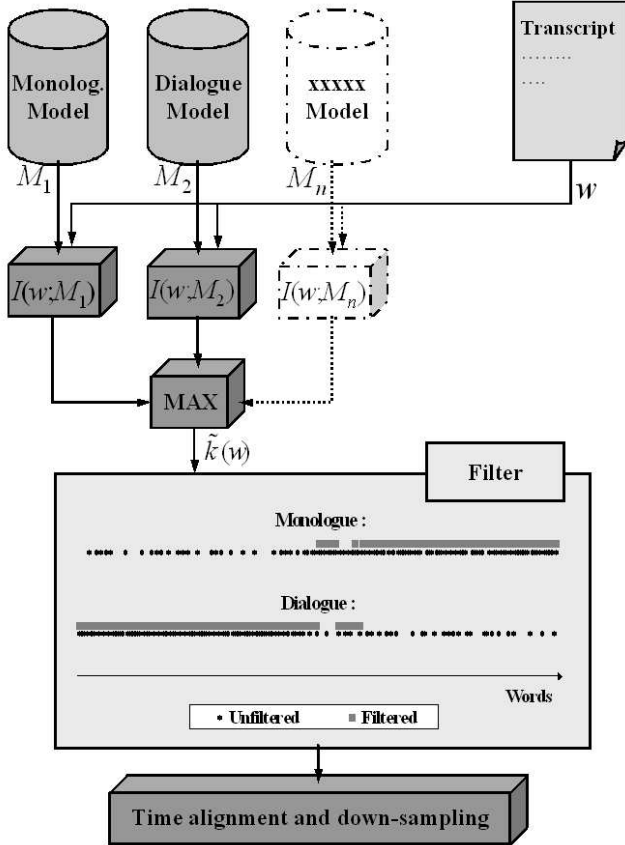 Monolog. Model
Dialogue Model
xxxxx Model
Transcript
........
....
M₁
M₂
Mₙ
w
I(w;M₁)
I(w,M₂)
I(w,Mₙ)
MAX
k̃(w)
Filter
Monologue :
Dialogue :
Words
Unfiltered
Filtered
Time alignment and down-sampling